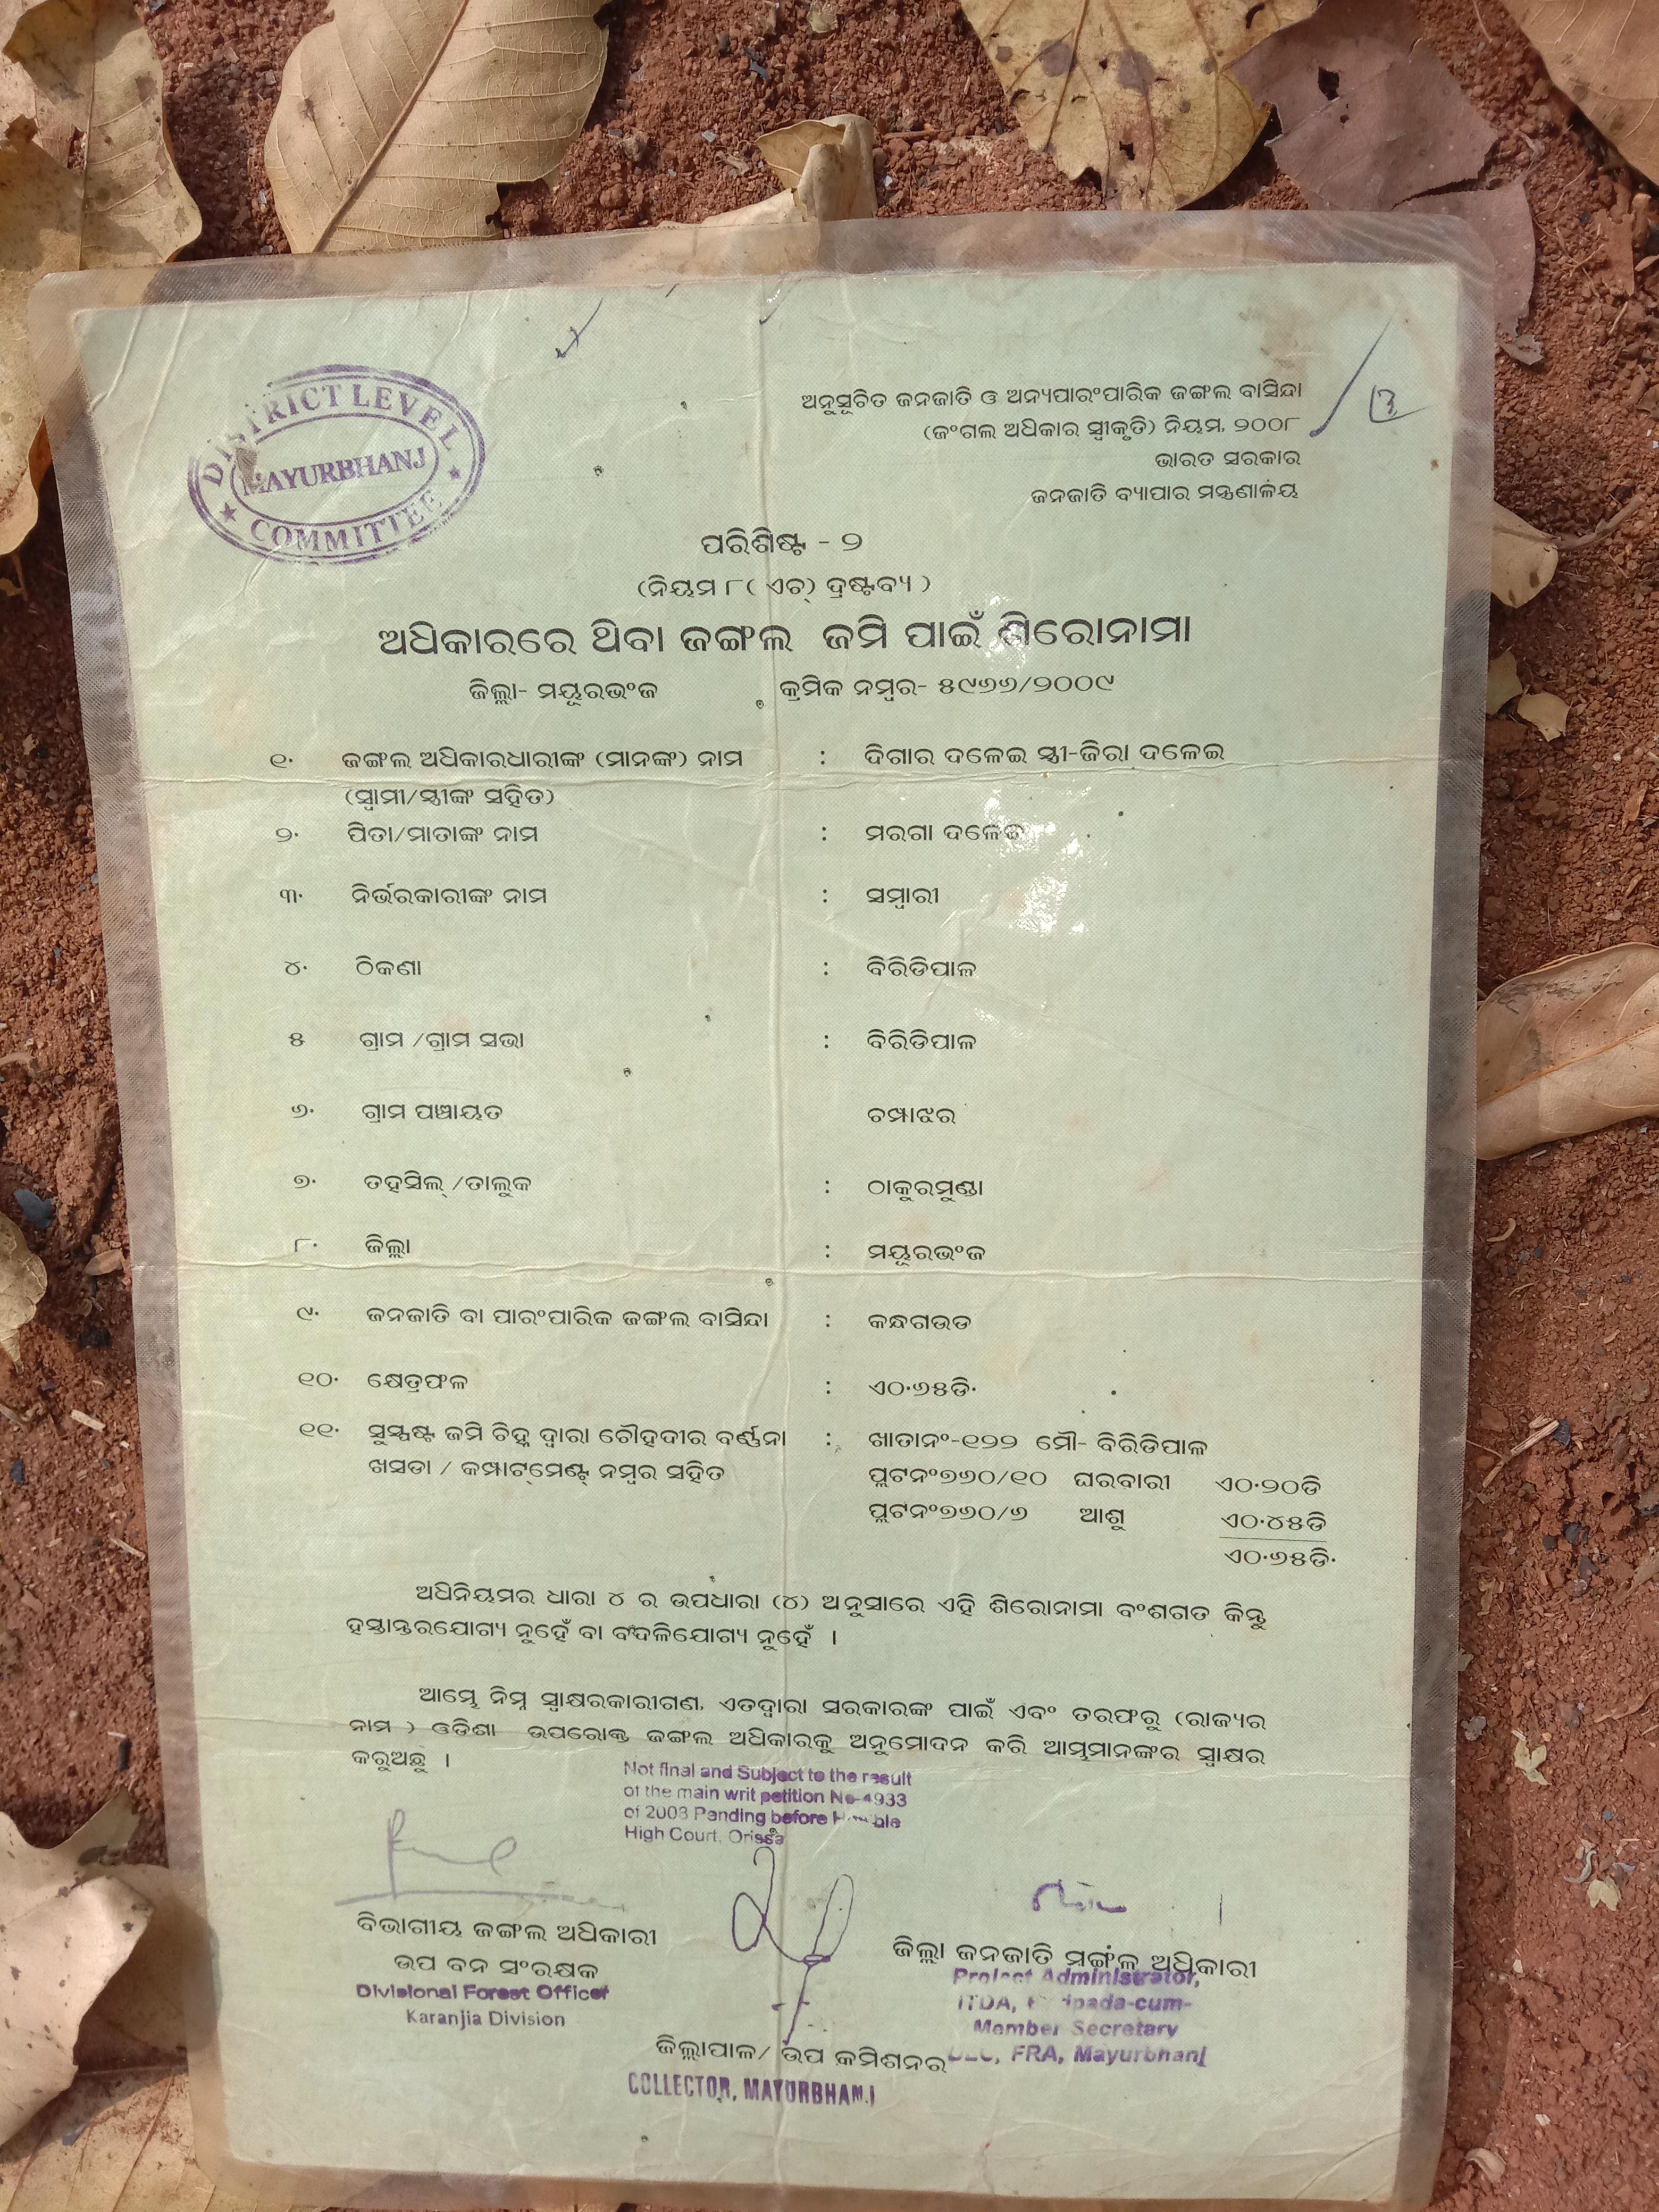 DISTRICT LEVEL
MAYURBHANJ
COMMITTEE
ଅନୁସୂଚିତ ଜନଜାତି ଓ ଅନ୍ୟପାରଂପାରିକ ଜଙ୍ଗଲ ବାସିନ୍ଦା
(ଜଂଗଲ ଅଧିକାର ସ୍ୱୀକୃତି) ନିୟମ, ୨୦୦୮
ଭାରତ ସରକାର
ଜନଜାତି ବ୍ୟାପାର ମନ୍ତ୍ରଣାଳୟ
ପରିଶିଷ୍ଟ - ୨
(ନିୟମ ୮( ଏଚ୍) ଦ୍ରଷ୍ଟବ୍ୟ )
ଅଧିକାରରେ ଥିବା ଜଙ୍ଗଲ ଜମି ପାଇଁ ଶିରୋନାମା
ଜିଲ୍ଲା- ମୟୂରଭଂଜ କ୍ରମିକ ନମ୍ବର- ୫୯୬୬/୨୦୦୯
୧. ଜଙ୍ଗଲ ଅଧିକାରଧାରୀଙ୍କ (ମାନଙ୍କ) ନାମ : ଦିଗାର ଦଳେଇ ସ୍ତ୍ରୀ-ଜିରା ଦଳେଇ
(ସ୍ୱାମୀ/ସ୍ତ୍ରୀଙ୍କ ସହିତ)
୨. ପିତା/ମାତାଙ୍କ ନାମ : ମରଗା ଦଳେଇ
୩. ନିର୍ଭରକାରୀଙ୍କ ନାମ : ସମ୍ବାରୀ
୪. ଠିକଣା : ବିରିଡିପାଳ
୫ ଗ୍ରାମ /ଗ୍ରାମ ସଭା : ବିରିଡିପାଳ
୬. ଗ୍ରାମ ପଞ୍ଚାୟତ ଚମ୍ପାଝର
୭. ତହସିଲ୍ /ତାଲୁକ : ଠାକୁରମୁଣ୍ଡା
୮. ଜିଲ୍ଲା : ମୟୂରଭଂଜ
୯. ଜନଜାତି ବା ପାରଂପାରିକ ଜଙ୍ଗଲ ବାସିନ୍ଦା : କନ୍ଧଗଉଡ
୧୦. କ୍ଷେତ୍ରଫଳ : ଏ୦.୬୫ଡି.
୧୧. ସୁସ୍ପଷ୍ଟ ଜମି ଚିହ୍ନ ଦ୍ୱାରା ଚୌହଦୀର ବର୍ଣ୍ଣନା : ଖାତାନଂ-୧୨୨ ମୌ- ବିରିଡିପାଳ
ଖସଡା / କମ୍ପାଟ୍‌ମେଣ୍ଟ୍ ନମ୍ବର ସହିତ ପ୍ଲଟନଂ୭୬୦/୧୦ ଘରବାରୀ ଏ୦.୨୦ଡି
ପ୍ଲଟନଂ୭୬୦/୬ ଆଶୁ ଏ୦.୪୫ଡି
ଏ୦.୬୫ଡି.
ଅଧିନିୟମର ଧାରା ୪ ର ଉପଧାରା (୪) ଅନୁସାରେ ଏହି ଶିରୋନାମା ବଂଶଗତ କିନ୍ତୁ
ହସ୍ତାନ୍ତରଯୋଗ୍ୟ ନୁହେଁ ବା ବଦଳିଯୋଗ୍ୟ ନୁହେଁ ।
ଆମ୍ଭେ ନିମ୍ନ ସ୍ୱାକ୍ଷରକାରୀଗଣ, ଏତଦ୍ୱାରା ସରକାରଙ୍କ ପାଇଁ ଏବଂ ତରଫରୁ (ରାଜ୍ୟର
ନାମ ) ଓଡିଶା ଉପରୋକ୍ତ ଜଙ୍ଗଲ ଅଧିକାରକୁ ଅନୁମୋଦନ କରି ଆମ୍ଭମାନଙ୍କର ସ୍ୱାକ୍ଷର
କରୁଅଛୁ ।
Not final and Subject to the result
of the main writ petition No-4933
of 2008 Panding before Hon'ble
High Court, Orissa
ବିଭାଗୀୟ ଜଙ୍ଗଲ ଅଧିକାରୀ
ଉପ ବନ ସଂରକ୍ଷକ
Divisional Forest Officer
Karanjia Division
ଜିଲ୍ଲା ଜନଜାତି ମଙ୍ଗଳ ଅଧିକାରୀ
Project Administrator,
ITDA, -cum-
Member Secretary
DLC, FRA, Mayurbhanj
ଜିଲ୍ଲାପାଳ/ ଉପ କମିଶନର
COLLECTOR, MAYURBHANJ